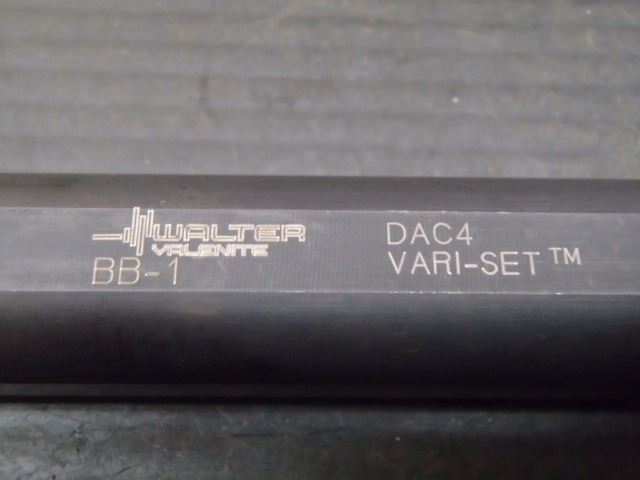 WALTER
VALENITE
BB-1
DAC4
VARI-SET™